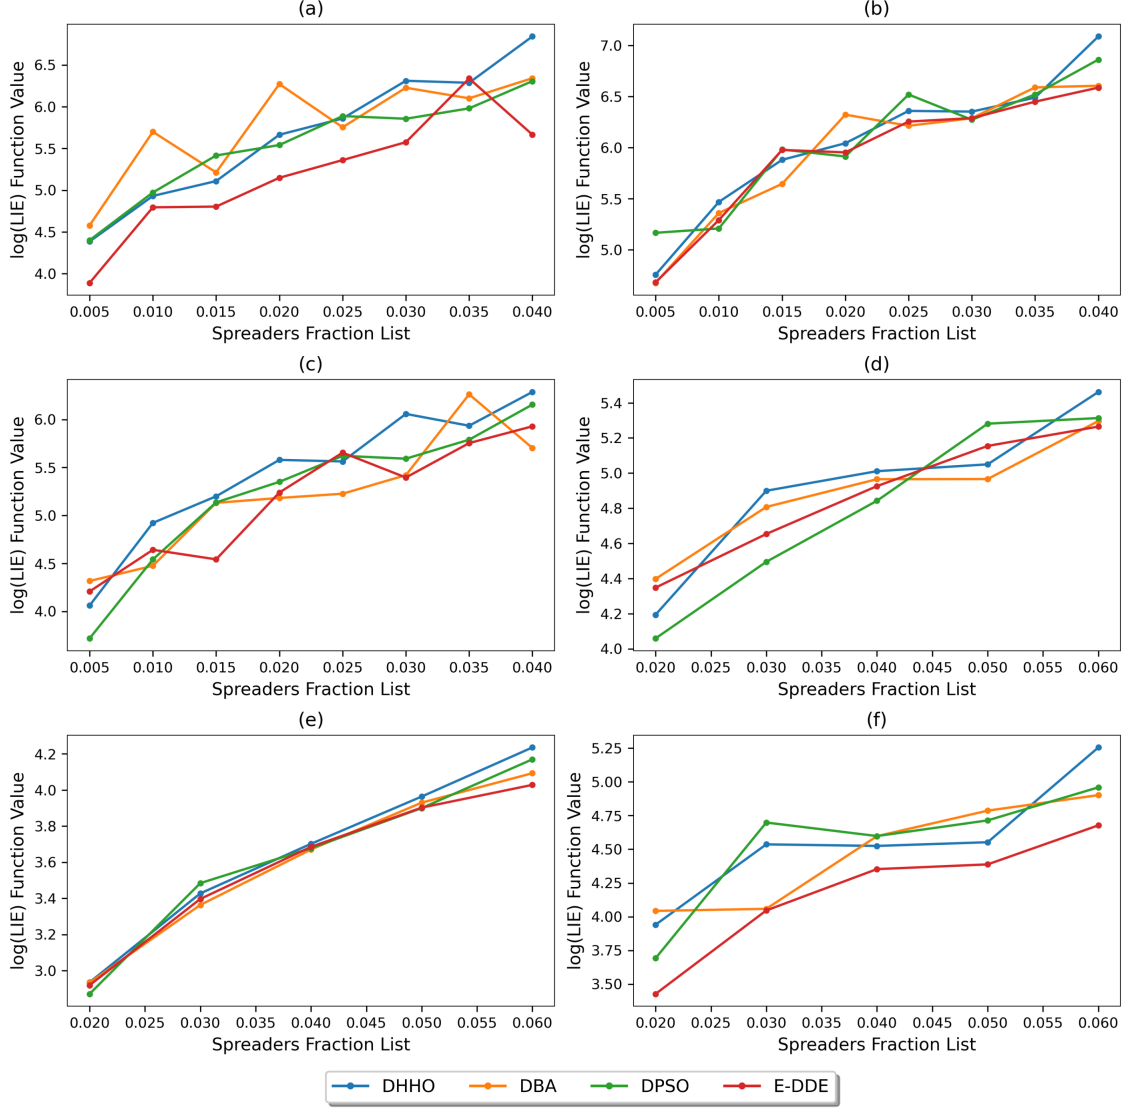 (a)
log(LIE) Function Value
6.5
6.0
5.5
5.0
4.5
4.0
0.005 0.010 0.015 0.020 0.025 0.030 0.035 0.040
Spreaders Fraction List
(b)
log(LIE) Function Value
7.0
6.5
6.0
5.5
5.0
0.005 0.010 0.015 0.020 0.025 0.030 0.035 0.040
Spreaders Fraction List
(c)
log(LIE) Function Value
6.0
5.5
5.0
4.5
4.0
0.005 0.010 0.015 0.020 0.025 0.030 0.035 0.040
Spreaders Fraction List
(d)
log(LIE) Function Value
5.4
5.2
5.0
4.8
4.6
4.4
4.2
4.0
0.020 0.025 0.030 0.035 0.040 0.045 0.050 0.055 0.060
Spreaders Fraction List
(e)
log(LIE) Function Value
4.2
4.0
3.8
3.6
3.4
3.2
3.0
0.020 0.025 0.030 0.035 0.040 0.045 0.050 0.055 0.060
Spreaders Fraction List
(f)
log(LIE) Function Value
5.25
5.00
4.75
4.50
4.25
4.00
3.75
3.50
0.020 0.025 0.030 0.035 0.040 0.045 0.050 0.055 0.060
Spreaders Fraction List
DHHO DBA DPSO E-DDE